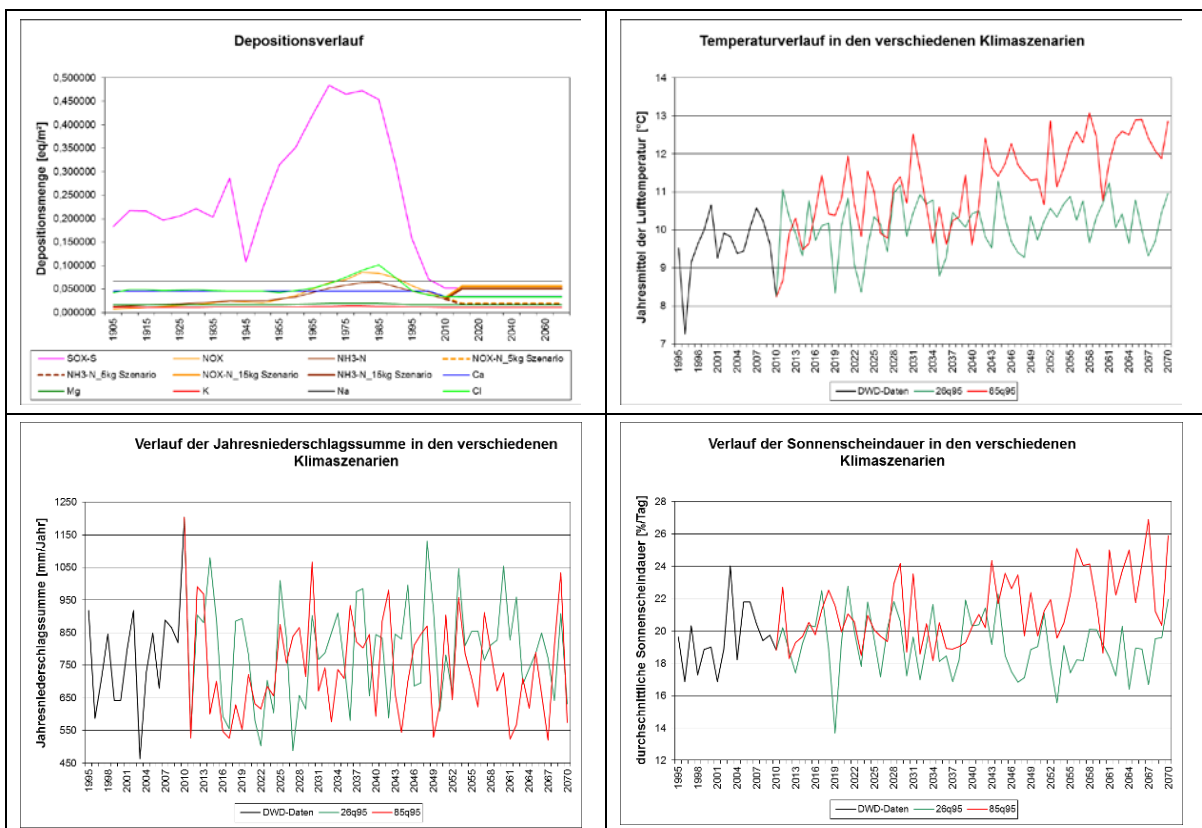 Depositionsverlauf
Depositionsmenge [eq/m²]
0,500000
0,450000
0,400000
0,350000
0,300000
0,250000
0,200000
0,150000
0,100000
0,050000
0,000000
1905 1915 1925 1935 1945 1955 1965 1975 1985 1995 2010 2020 2040 2060
SOX-S NOX NH3-N NOX-N_5kg Szenario
NH3-N_5kg Szenario NOX-N_15kg Szenario NH3-N_15kg Szenario Ca
Mg K Na Cl
Temperaturverlauf in den verschiedenen Klimaszenarien
Jahresmittel der Lufttemperatur [°C]
14
13
12
11
10
9
8
7
1995 1998 2001 2004 2007 2010 2013 2016 2019 2022 2025 2028 2031 2034 2037 2040 2043 2046 2049 2052 2055 2058 2061 2064 2067 2070
DWD-Daten 26q95 85q95
Verlauf der Jahresniederschlagssumme in den verschiedenen
Klimaszenarien
Jahresniederschlagssumme [mm/Jahr]
1250
1150
1050
950
850
750
650
550
450
1995 1998 2001 2004 2007 2010 2013 2016 2019 2022 2025 2028 2031 2034 2037 2040 2043 2046 2049 2052 2055 2058 2061 2064 2067 2070
DWD-Daten 26q95 85q95
Verlauf der Sonnenscheindauer in den verschiedenen
Klimaszenarien
durchschnittliche Sonnenscheindauer [%/Tag]
28
26
24
22
20
18
16
14
12
1995 1998 2001 2004 2007 2010 2013 2016 2019 2022 2025 2028 2031 2034 2037 2040 2043 2046 2049 2052 2055 2058 2061 2064 2067 2070
DWD-Daten 26q95 85q95